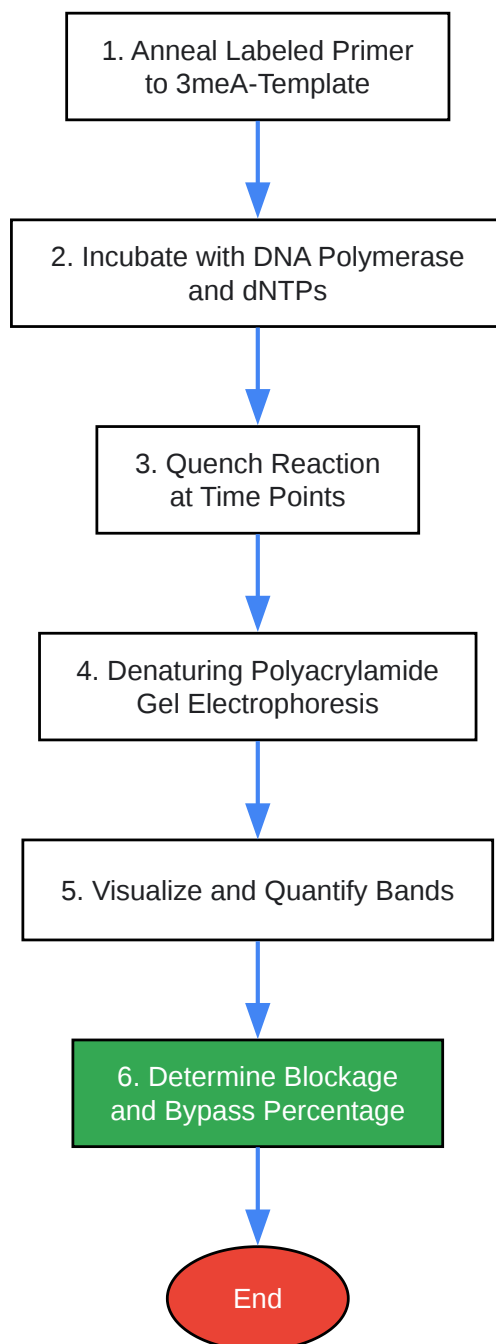 1. Anneal Labeled Primer
to 3meA-Template
2. Incubate with DNA Polymerase
and dNTPs
3. Quench Reaction
at Time Points
4. Denaturing Polyacrylamide
Gel Electrophoresis
5. Visualize and Quantify Bands
6. Determine Blockage
and Bypass Percentage
End